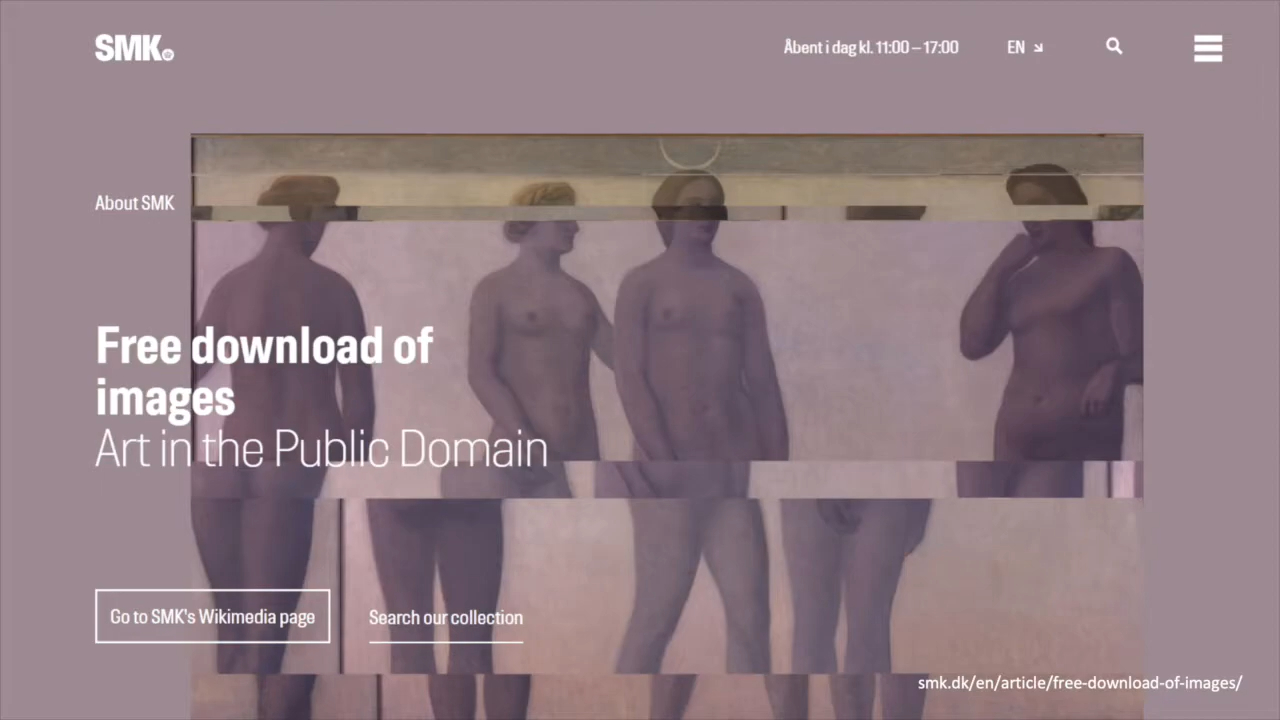 SMK.
Åbent i dag kl. 11:00 – 17:00
EN
About SMK
Free download of
images
Art in the Public Domain
Go to SMK's Wikimedia page
Search our collection
smk.dk/en/article/free-download-of-images/